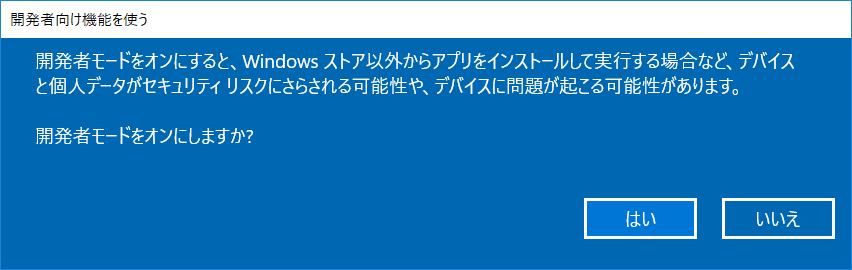 開発者向け機能を使う
開発者モードをオンにすると、Windows ストア以外からアプリをインストールして実行する場合など、デバイス
と個人データがセキュリティ リスクにさらされる可能性や、デバイスに問題が起こる可能性があります。
開発者モードをオンにしますか?
はい
いいえ